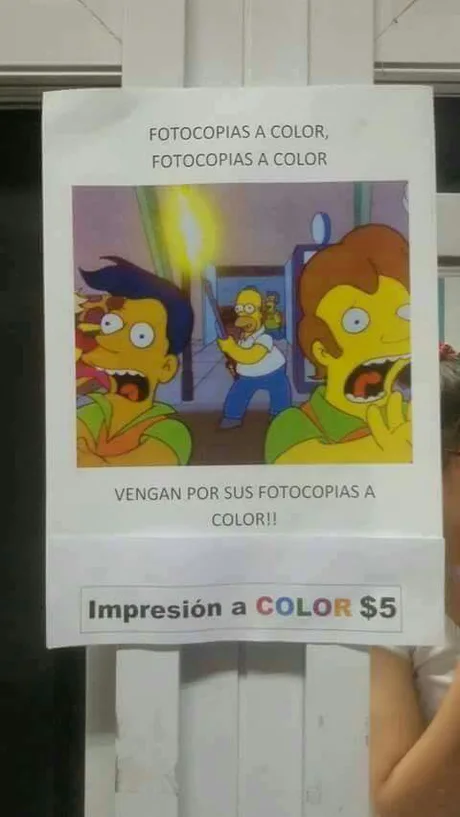 FOTOCOPIAS A COLOR,
FOTOCOPIAS A COLOR
VENGAN POR SUS FOTOCOPIAS A
COLOR!!
Impresión a COLOR $5